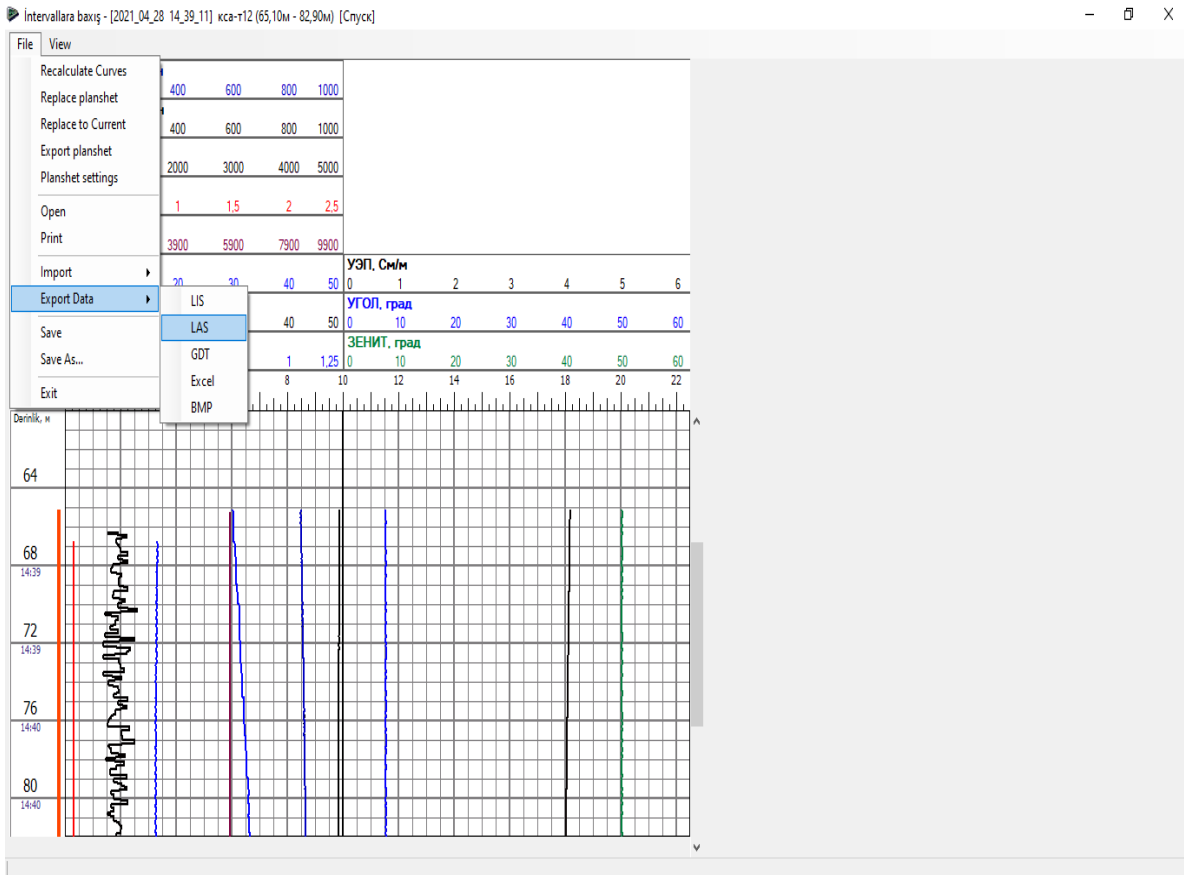 İntervallara baxış - [2021_04_28 14_39_11] кса-т12 (65,10м - 82,90м) [Спуск]
File View
Recalculate Curves
Replace planshet
Replace to Current
Export planshet
Planshet settings
Open
Print
Import
Export Data
Save
Save As...
Exit
LIS
LAS
GDT
Excel
BMP
400 600 800 1000
400 600 800 1000
2000 3000 4000 5000
1 1,5 2 2,5
3900 5900 7900 9900
20 30 40 50
40 50
1 1,25
УЭП, См/м
0 1 2 3 4 5 6
УГОЛ, град
0 10 20 30 40 50 60
ЗЕНИТ, град
0 10 20 30 40 50 60
8 10 12 14 16 18 20 22
Dərinlik, м
64
68
14:39
72
14:39
76
14:40
80
14:40